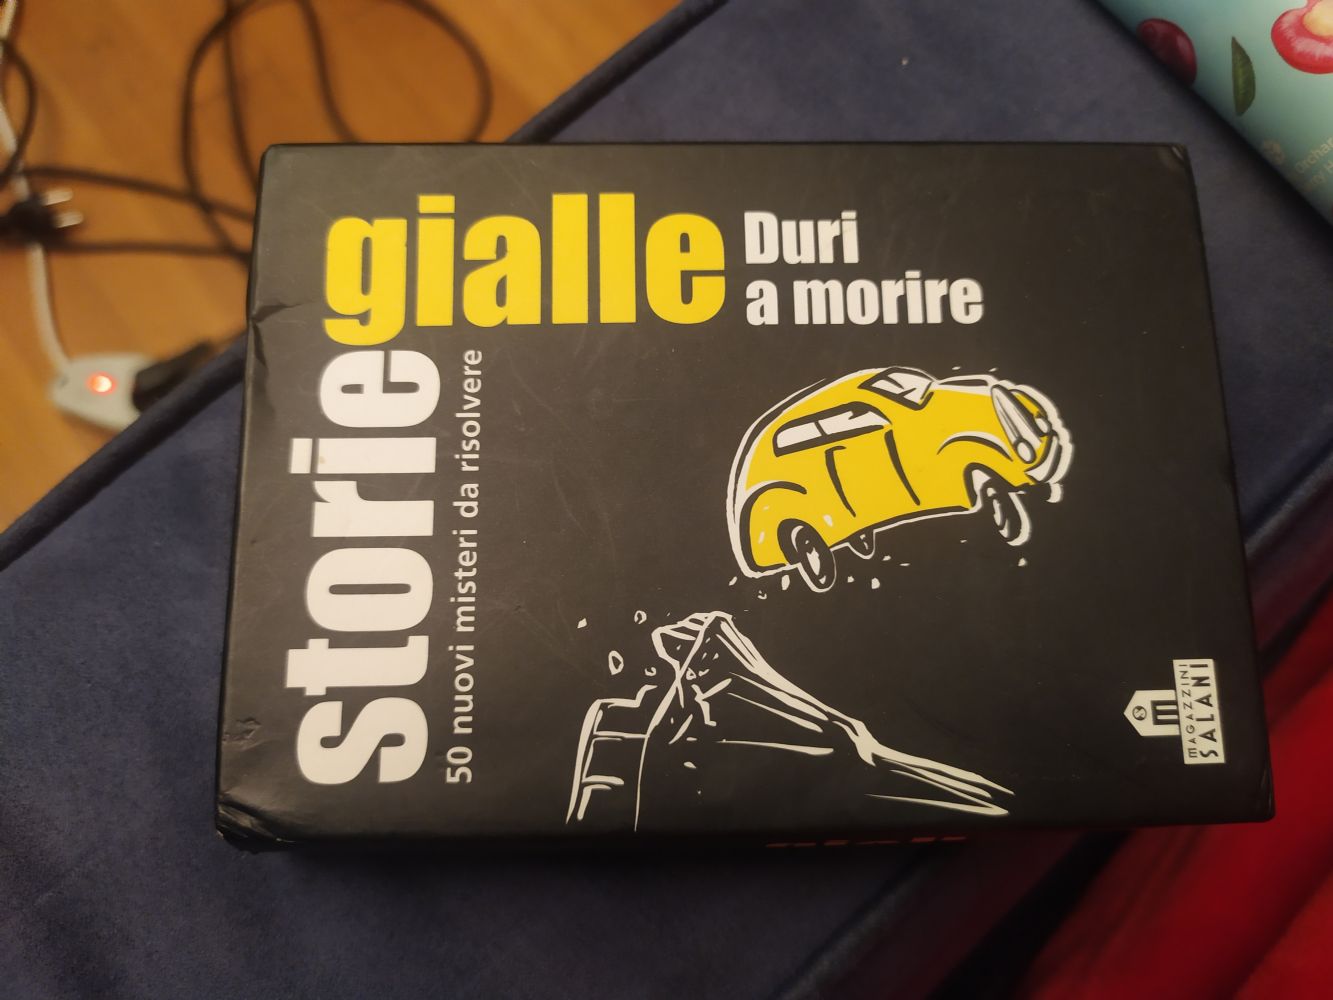 storie
gialle
Duri
a morire
50 nuovi misteri da risolvere
M
MAGAZZINI
SALANI